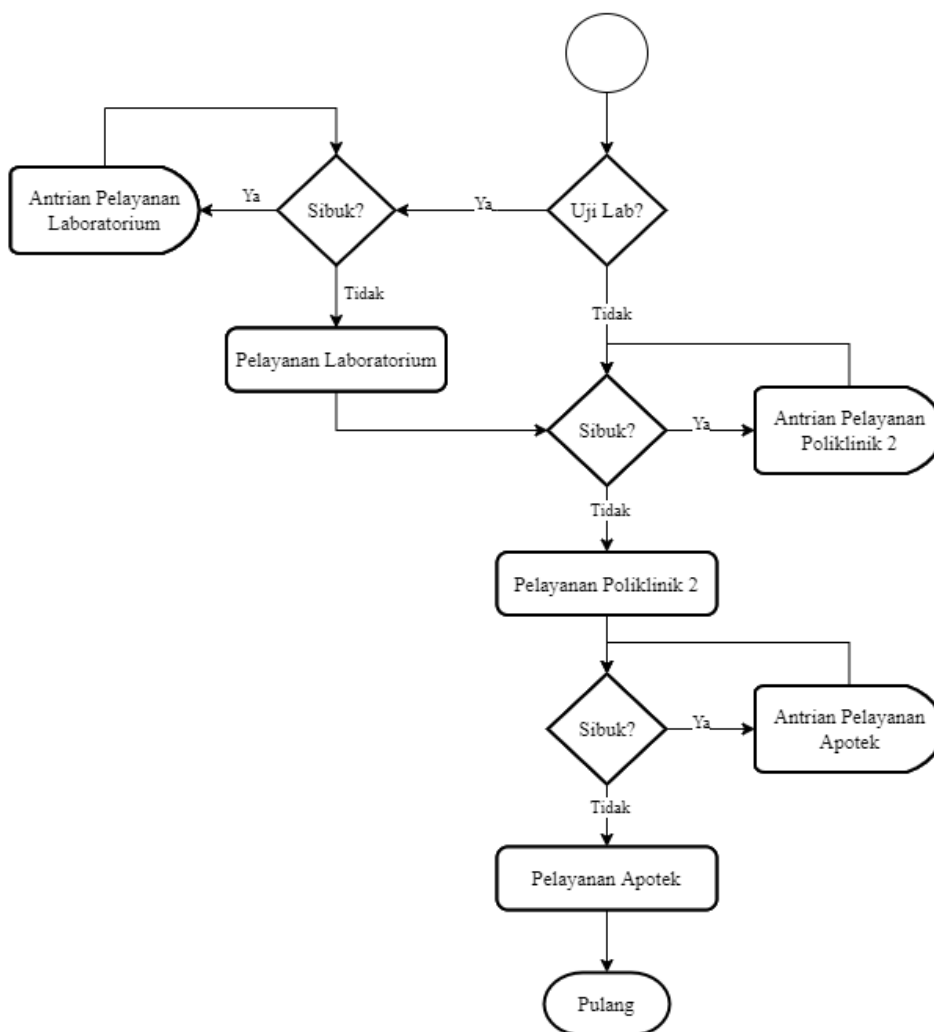 Antrian Pelayanan
Laboratorium
Ya
Sibuk?
Ya
Uji Lab?
Tidak
Tidak
Pelayanan Laboratorium
Sibuk?
Ya
Antrian Pelayanan
Poliklinik 2
Tidak
Pelayanan Poliklinik 2
Sibuk?
Ya
Antrian Pelayanan
Apotek
Tidak
Pelayanan Apotek
Pulang